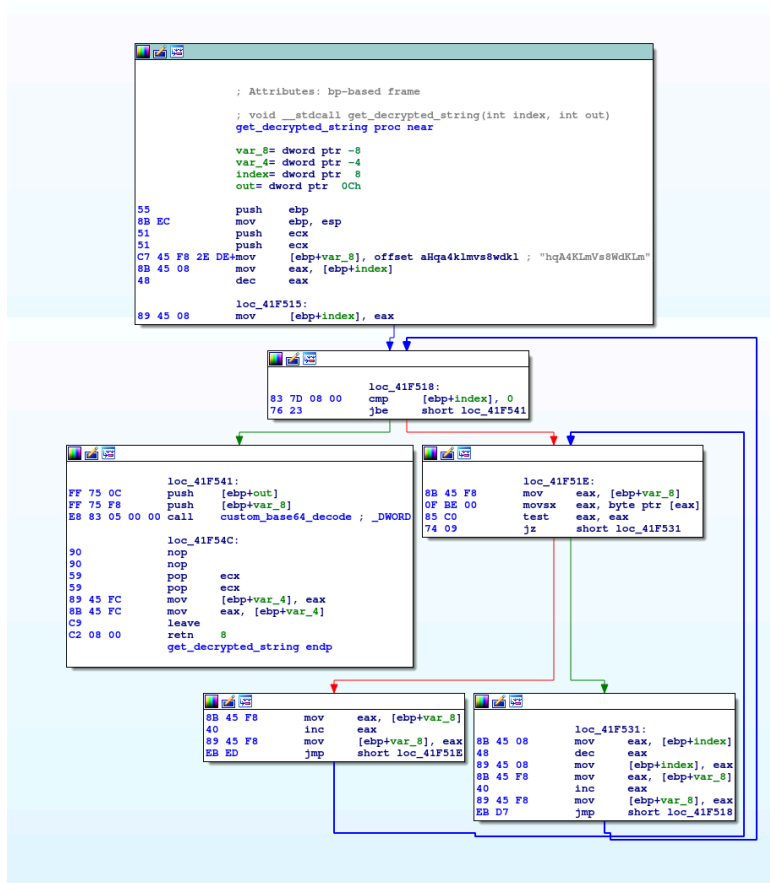 ; Attributes: bp-based frame
; void __stdcall get_decrypted_string(int index, int out)
get_decrypted_string proc near
var_8= dword ptr -8
var_4= dword ptr -4
index= dword ptr  8
out= dword ptr  0Ch
55 push ebp
8B EC mov ebp, esp
51 push ecx
51 push ecx
C7 45 F8 2E DE+mov [ebp+var_8], offset aHqa4klmvs8wdkl ; "hqA4KLmVs8WdKLm"
8B 45 08 mov eax, [ebp+index]
48 dec eax
loc_41F515:
89 45 08 mov [ebp+index], eax
loc_41F518:
83 7D 08 00 cmp [ebp+index], 0
76 23 jbe short loc_41F541
loc_41F541:
FF 75 0C push [ebp+out]
FF 75 F8 push [ebp+var_8]
E8 83 05 00 00 call custom_base64_decode ; _DWORD
loc_41F54C:
90 nop
90 nop
59 pop ecx
59 pop ecx
89 45 FC mov [ebp+var_4], eax
8B 45 FC mov eax, [ebp+var_4]
C9 leave
C2 08 00 retn 8
get_decrypted_string endp
loc_41F51E:
8B 45 F8 mov eax, [ebp+var_8]
0F BE 00 movsx eax, byte ptr [eax]
85 C0 test eax, eax
74 09 jz short loc_41F531
8B 45 F8 mov eax, [ebp+var_8]
40 inc eax
89 45 F8 mov [ebp+var_8], eax
EB ED jmp short loc_41F51E
loc_41F531:
8B 45 08 mov eax, [ebp+index]
48 dec eax
89 45 08 mov [ebp+index], eax
8B 45 F8 mov eax, [ebp+var_8]
40 inc eax
89 45 F8 mov [ebp+var_8], eax
EB D7 jmp short loc_41F518